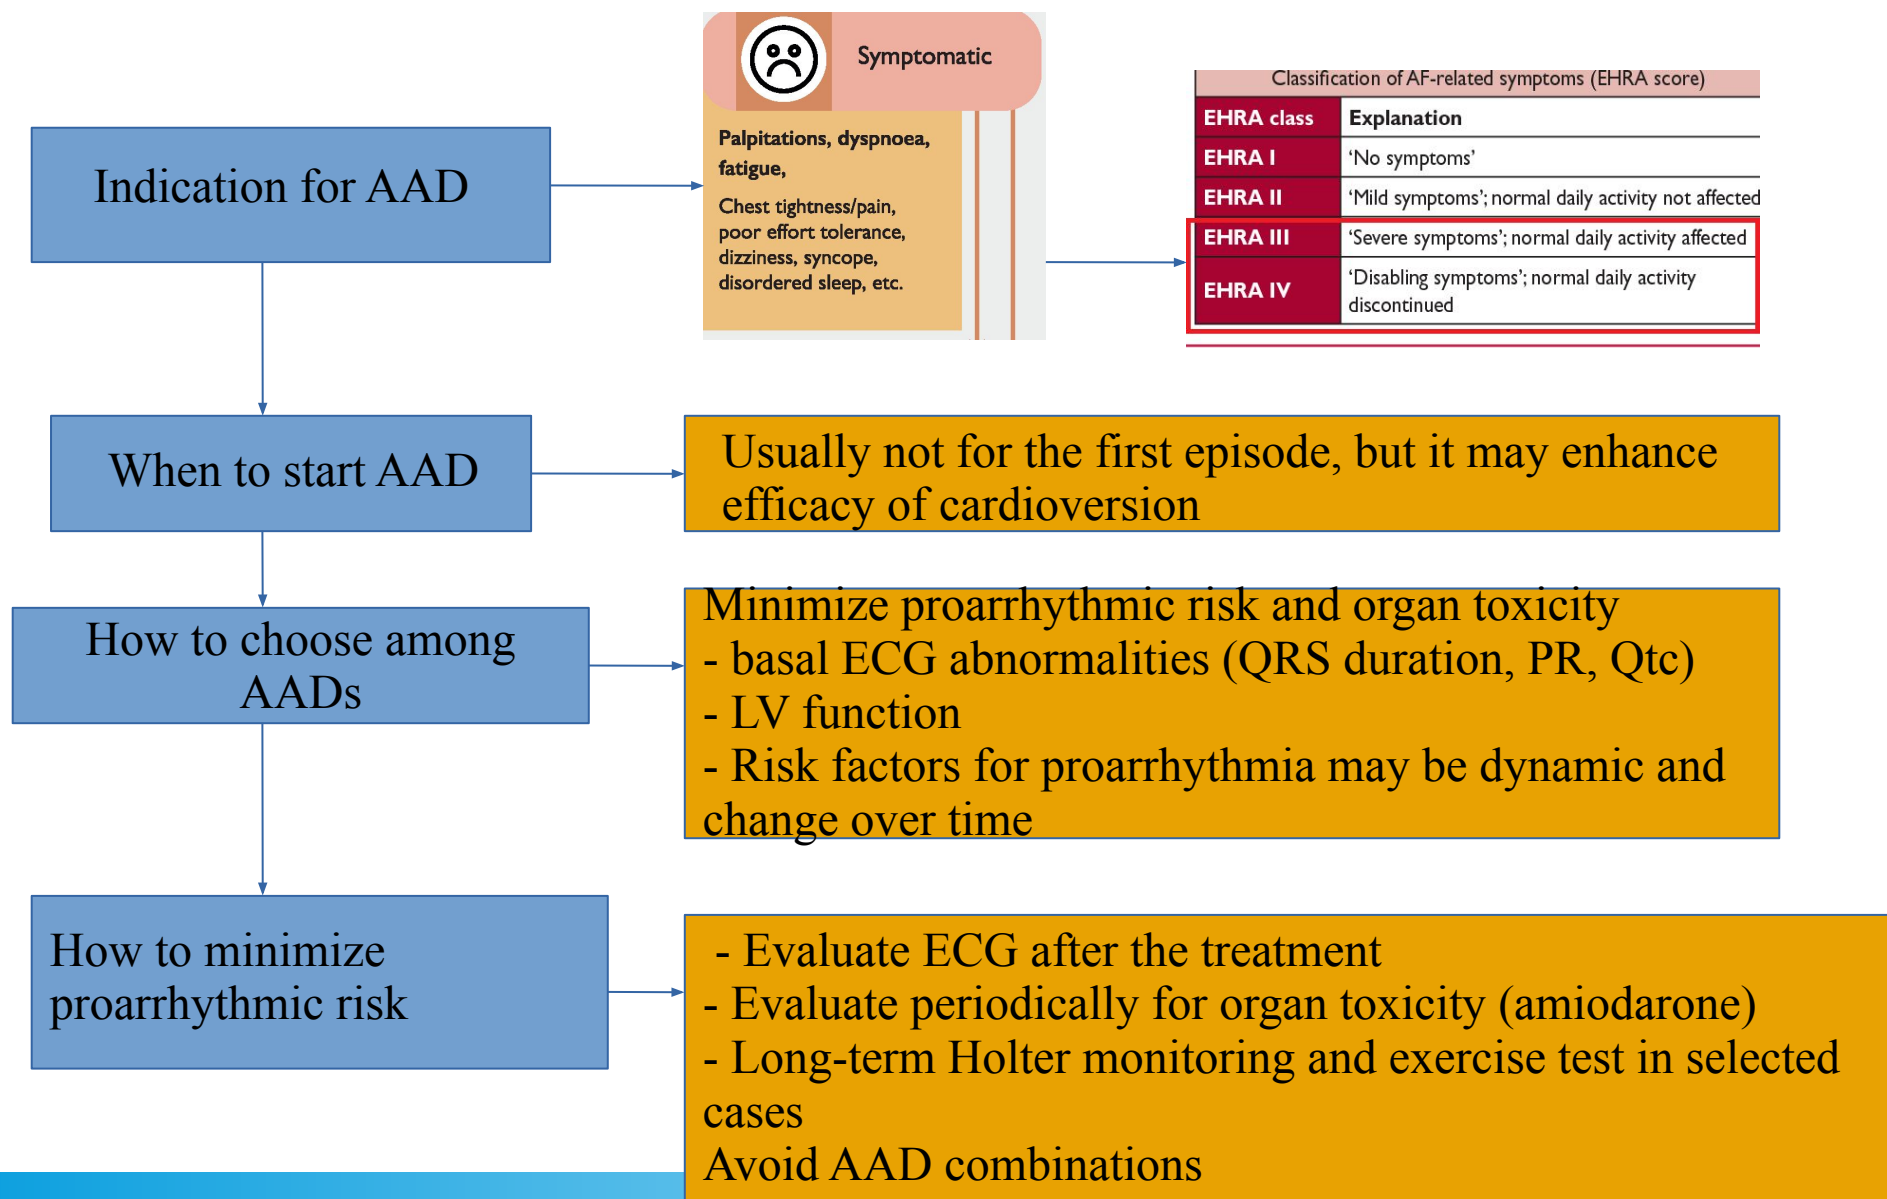 Symptomatic
Palpitations, dyspnoea,
fatigue,
Chest tightness/pain,
poor effort tolerance,
dizziness, syncope,
disordered sleep, etc.
Classification of AF-related symptoms (EHRA score)
EHRA class Explanation
EHRA I ‘No symptoms’
EHRA II ‘Mild symptoms’; normal daily activity not affected
EHRA III ‘Severe symptoms’; normal daily activity affected
EHRA IV ‘Disabling symptoms’; normal daily activity
discontinued
Indication for AAD
When to start AAD
Usually not for the first episode, but it may enhance
efficacy of cardioversion
How to choose among
AADs
Minimize proarrhythmic risk and organ toxicity
- basal ECG abnormalities (QRS duration, PR, Qtc)
- LV function
- Risk factors for proarrhythmia may be dynamic and
change over time
How to minimize
proarrhythmic risk
- Evaluate ECG after the treatment
- Evaluate periodically for organ toxicity (amiodarone)
- Long-term Holter monitoring and exercise test in selected
cases
Avoid AAD combinations